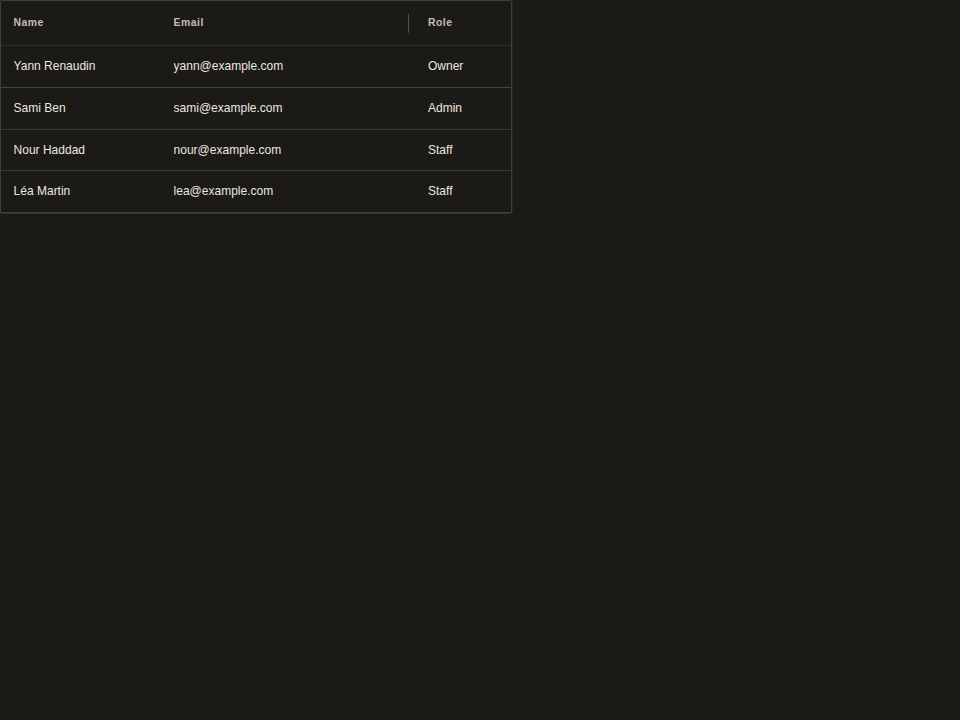 Name Email Role
Yann Renaudin yann@example.com Owner
Sami Ben sami@example.com Admin
Nour Haddad nour@example.com Staff
Léa Martin lea@example.com Staff